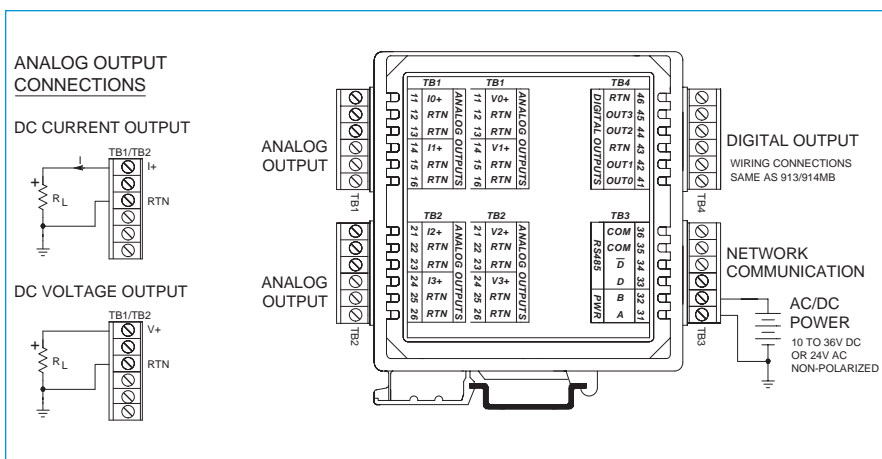 ANALOG OUTPUT
CONNECTIONS
DC CURRENT OUTPUT
TB1/TB2
I
I+
+
RL
RTN
DC VOLTAGE OUTPUT
TB1/TB2
V+
+
RL
RTN
ANALOG
OUTPUT
TB1
ANALOG
OUTPUT
TB2
TB1
11 I0+
12 RTN
13 RTN
14 I1+
15 RTN
16 RTN
ANALOG OUTPUTS
TB1
11 V0+
12 RTN
13 RTN
14 V1+
15 RTN
16 RTN
ANALOG OUTPUTS
TB4
DIGITAL OUTPUTS
RTN 46
OUT3 45
OUT2 44
RTN 43
OUT1 42
OUT0 41
TB2
21 I2+
22 RTN
23 RTN
24 I3+
25 RTN
26 RTN
ANALOG OUTPUTS
TB2
21 V2+
22 RTN
23 RTN
24 V3+
25 RTN
26 RTN
ANALOG OUTPUTS
TB3
RS485
COM 36
COM 35
D̅ 34
D 33
PWR
B 32
A 31
TB4
DIGITAL OUTPUT
WIRING CONNECTIONS
SAME AS 913/914MB
TB3
NETWORK
COMMUNICATION
AC/DC
POWER
10 TO 36V DC
OR 24V AC
NON-POLARIZED